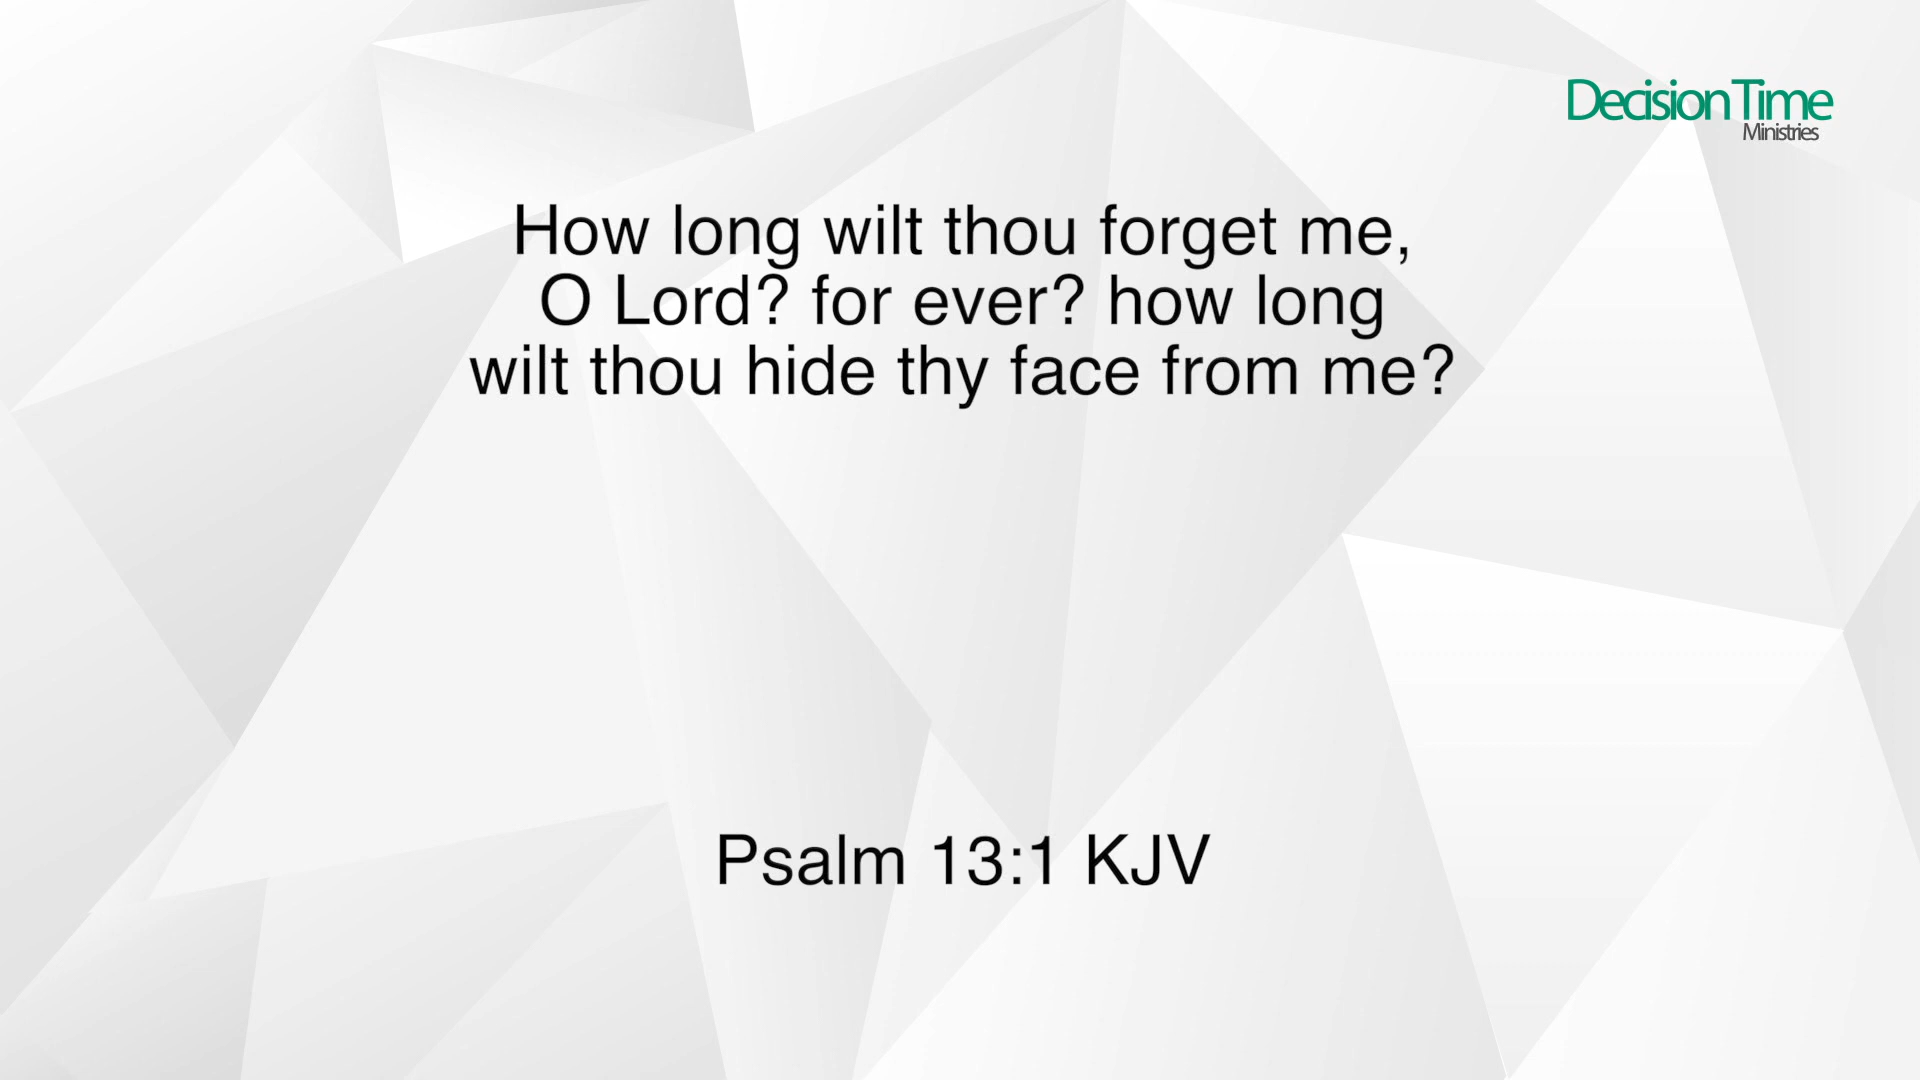 Decision Time
Ministries
How long wilt thou forget me,
O Lord? for ever? how long
wilt thou hide thy face from me?
Psalm 13:1 KJV